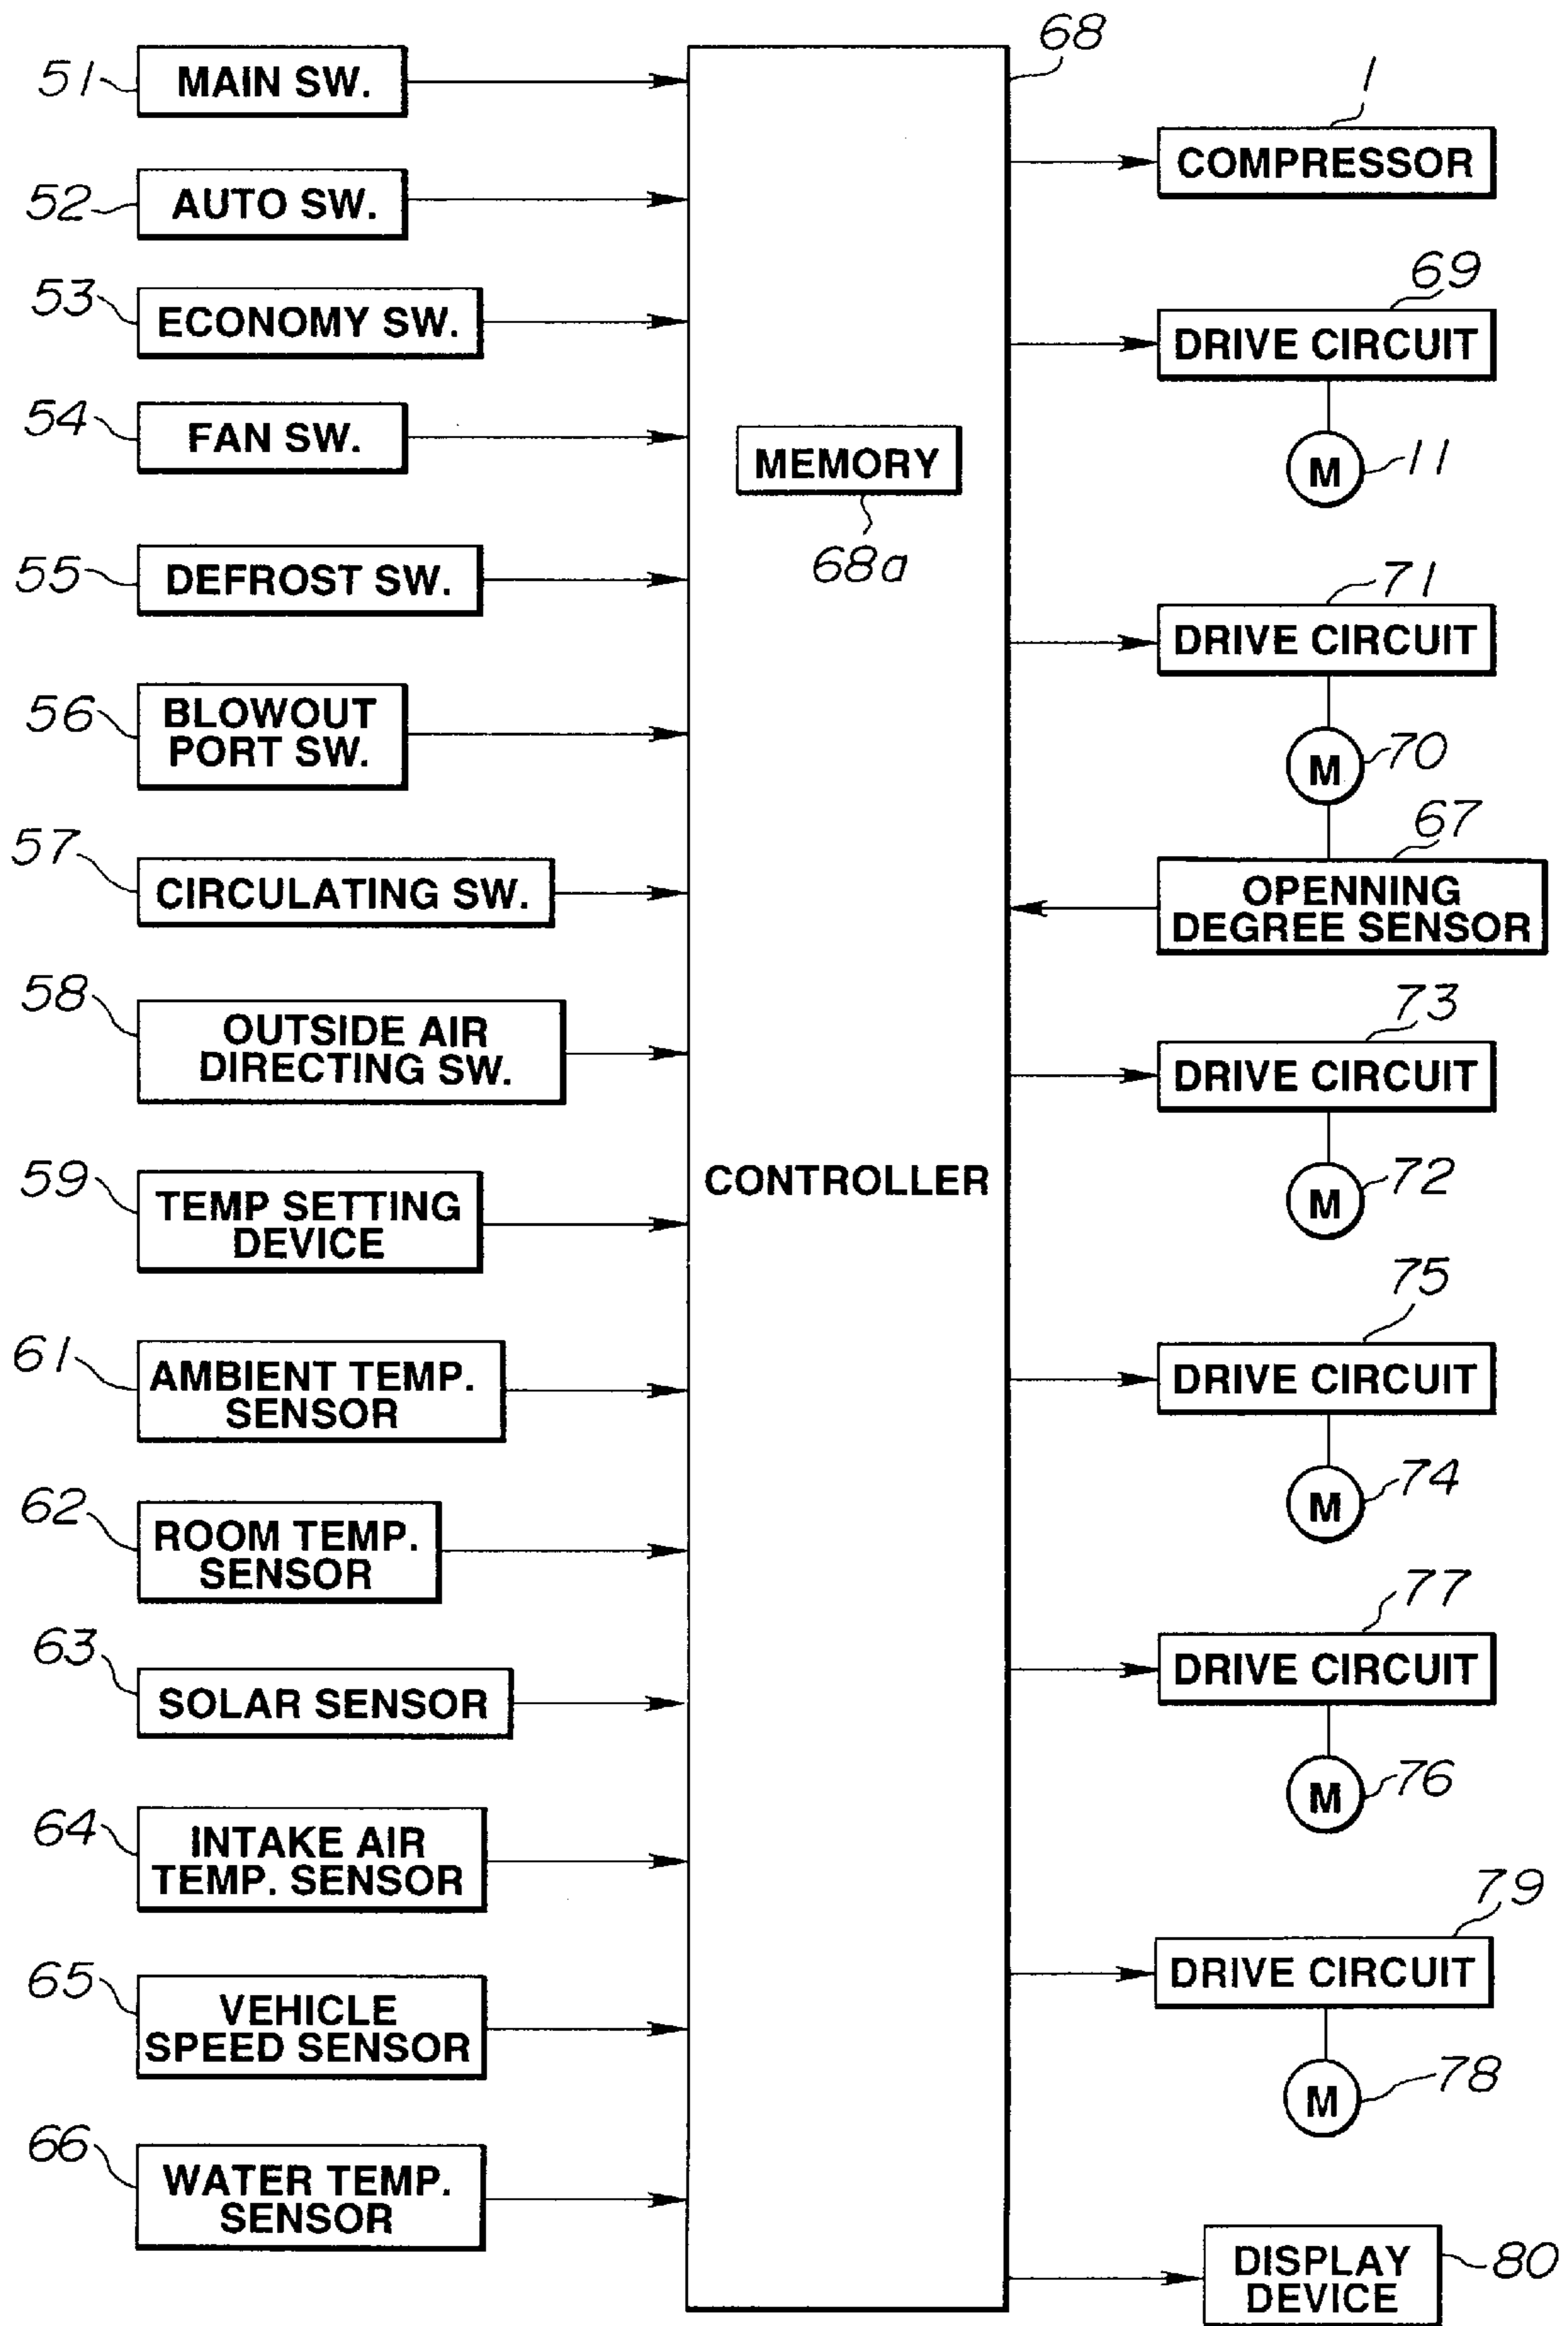 51
MAIN SW.
52
AUTO SW.
53
ECONOMY SW.
54
FAN SW.
55
DEFROST SW.
56
BLOWOUT
PORT SW.
57
CIRCULATING SW.
58
OUTSIDE AIR
DIRECTING SW.
59
TEMP SETTING
DEVICE
61
AMBIENT TEMP.
SENSOR
62
ROOM TEMP.
SENSOR
63
SOLAR SENSOR
64
INTAKE AIR
TEMP. SENSOR
65
VEHICLE
SPEED SENSOR
66
WATER TEMP.
SENSOR
68
MEMORY
68a
CONTROLLER
1
COMPRESSOR
69
DRIVE CIRCUIT
M
11
71
DRIVE CIRCUIT
M
70
67
OPENNING
DEGREE SENSOR
73
DRIVE CIRCUIT
M
72
75
DRIVE CIRCUIT
M
74
77
DRIVE CIRCUIT
M
76
79
DRIVE CIRCUIT
M
78
DISPLAY
DEVICE
80